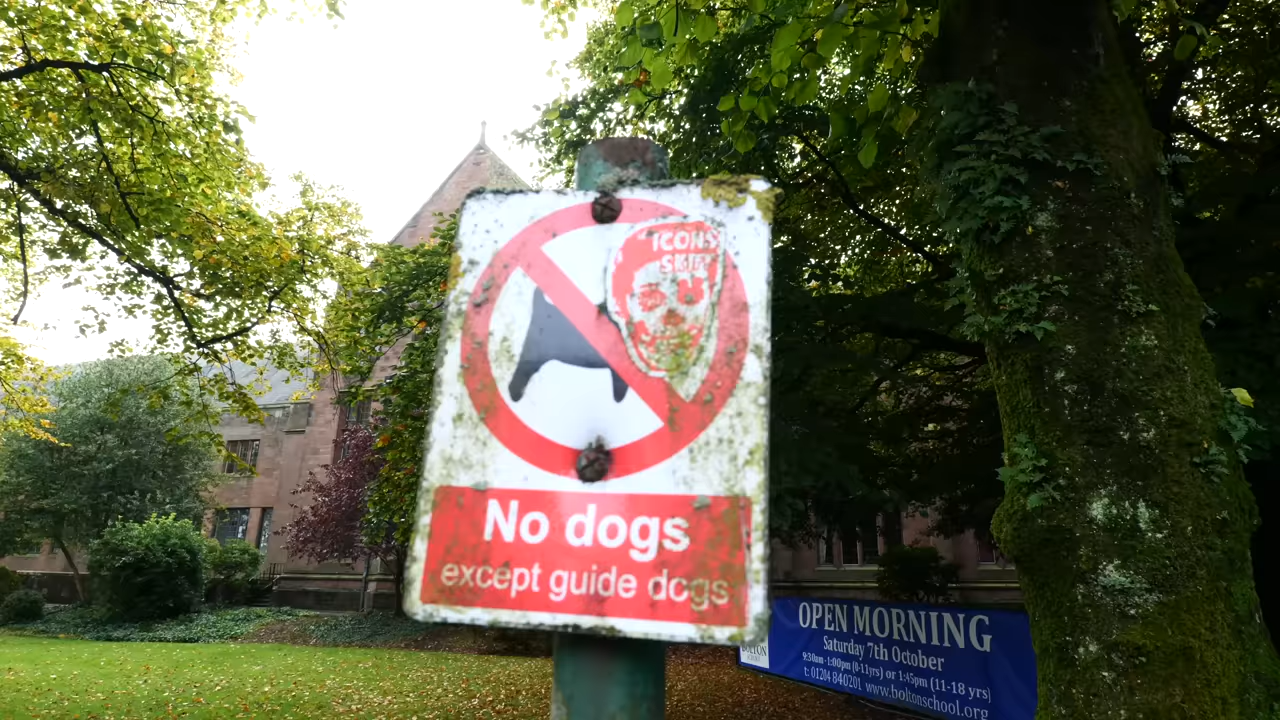 ICONS
No dogs
except guide dogs
OPEN MORNING
Saturday 7th October
9:30am-1:00pm (0-11yrs) or 1:45pm (11-18 yrs)
t: 01204 840201 www.boltonschool.org
BOLTON